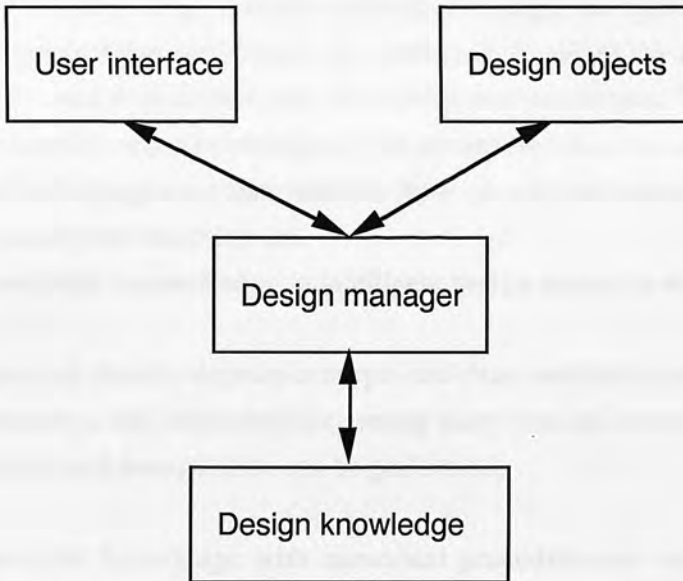 User interface
Design objects
Design manager
Design knowledge